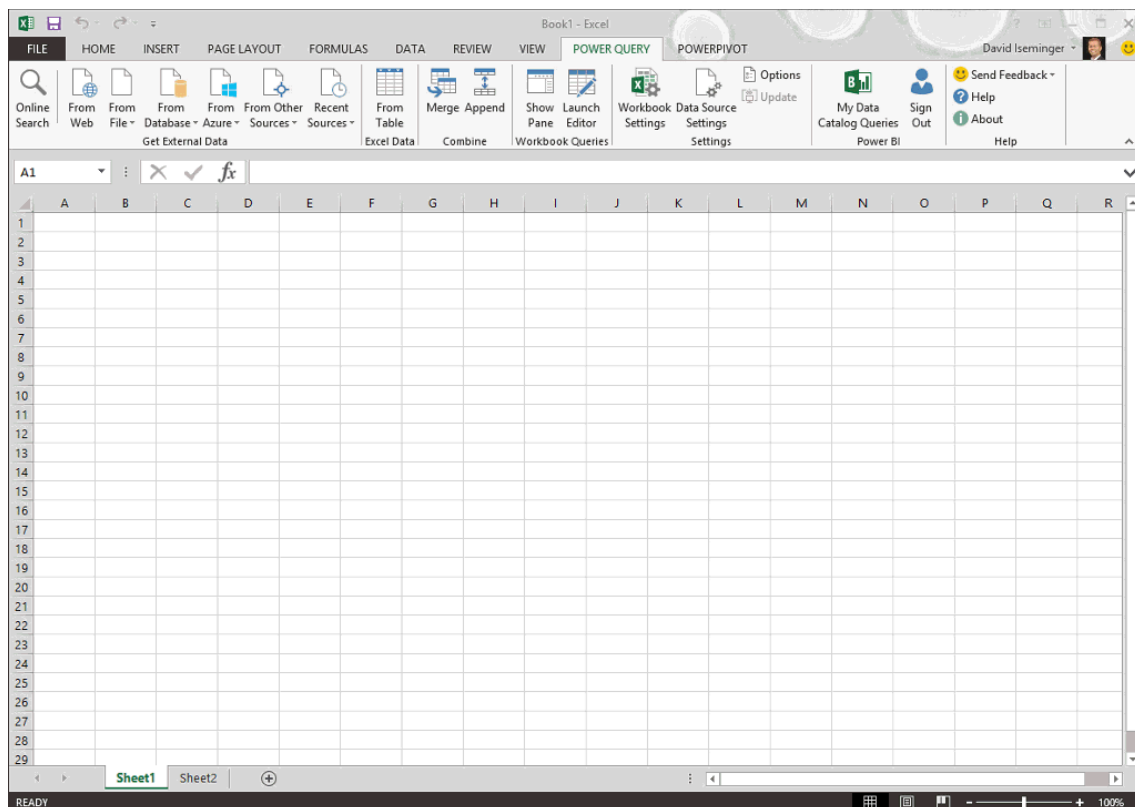 Book1 - Excel
FILE HOME INSERT PAGE LAYOUT FORMULAS DATA REVIEW VIEW POWER QUERY POWERPIVOT David Iseminger
Online Search
From Web
From File
From Database
From Azure
From Other Sources
Recent Sources
Get External Data
From Table
Excel Data
Merge Append
Combine
Show Pane
Launch Editor
Workbook Queries
Workbook Settings
Data Source Settings
Options
Update
Settings
My Data Catalog Queries
Sign Out
Power BI
Send Feedback
Help
About
Help
A1 fx
A B C D E F G H I J K L M N O P Q R
1
2
3
4
5
6
7
8
9
10
11
12
13
14
15
16
17
18
19
20
21
22
23
24
25
26
27
28
29
Sheet1 Sheet2
READY 100%